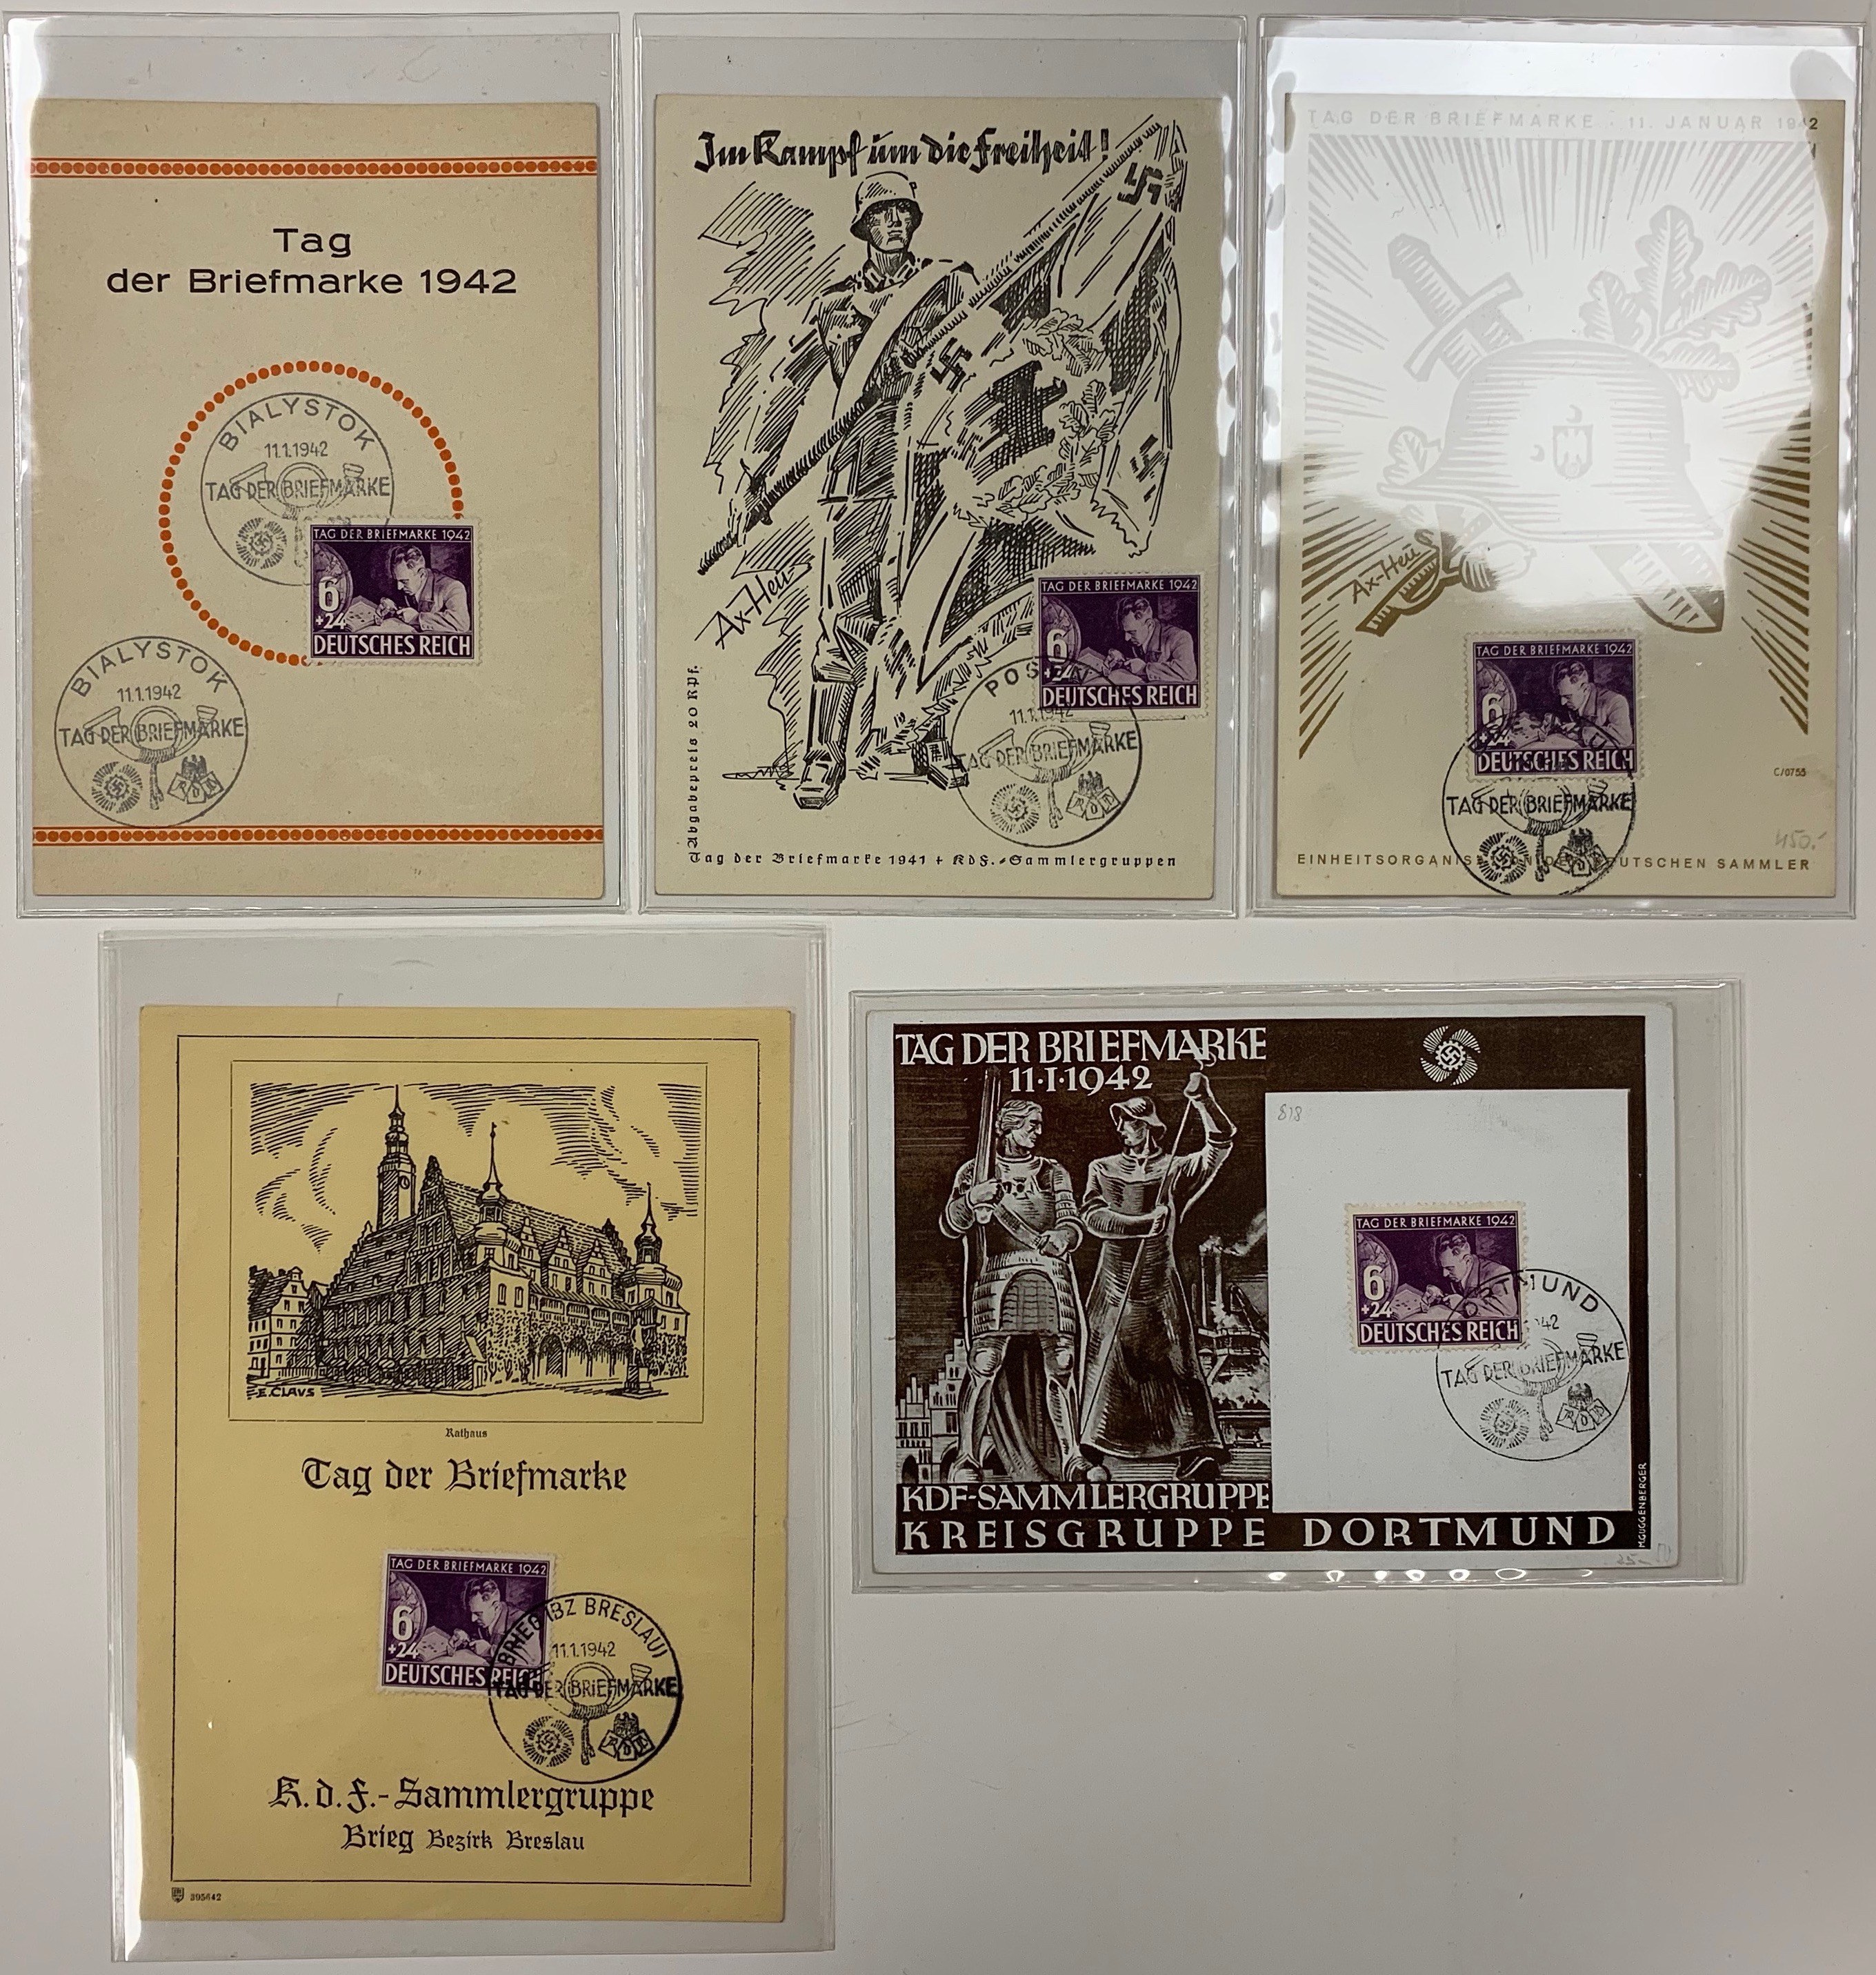 Tag
der Briefmarke 1942
BIALYSTOK
11.1.1942
TAG DER BRIEFMARKE
TAG DER BRIEFMARKE 1942
6
+24
DEUTSCHES REICH
BIALYSTOK
11.1.1942
TAG DER BRIEFMARKE
Im Kampf um die Freiheit!
Ax-Heu
TAG DER BRIEFMARKE 1942
6
DEUTSCHES REICH
POSEN
11.1.1942
TAG DER BRIEFMARKE
Abgabepreis 20 Rpf.
Tag der Briefmarke 1941 + KdF.-Sammlergruppen
TAG DER BRIEFMARKE · 11. JANUAR 1942
Ax-Heu
TAG DER BRIEFMARKE 1942
6
DEUTSCHES REICH
C/0755
TAG DER BRIEFMARKE
450.-
EINHEITSORGANISATION DER DEUTSCHEN SAMMLER
E. CLAUS
Rathaus
Tag der Briefmarke
TAG DER BRIEFMARKE 1942
6
+24
DEUTSCHES REICH
BRIEG (BZ BRESLAU)
11.1.1942
TAG DER BRIEFMARKE
K.d.F.-Sammlergruppe
Brieg Bezirk Breslau
395642
TAG DER BRIEFMARKE
11·I·1942
818
TAG DER BRIEFMARKE 1942
6
+24
DEUTSCHES REICH
DORTMUND
TAG DER BRIEFMARKE
KDF-SAMMLERGRUPPE
KREISGRUPPE DORTMUND
M.GUGGENBERGER